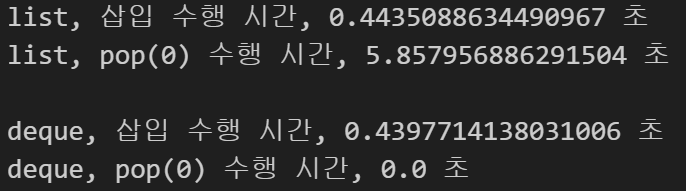 list, 삽입 수행 시간, 0.4435088634490967 초
list, pop(0) 수행 시간, 5.857956886291504 초
deque, 삽입 수행 시간, 0.4397714138031006 초
deque, pop(0) 수행 시간, 0.0 초